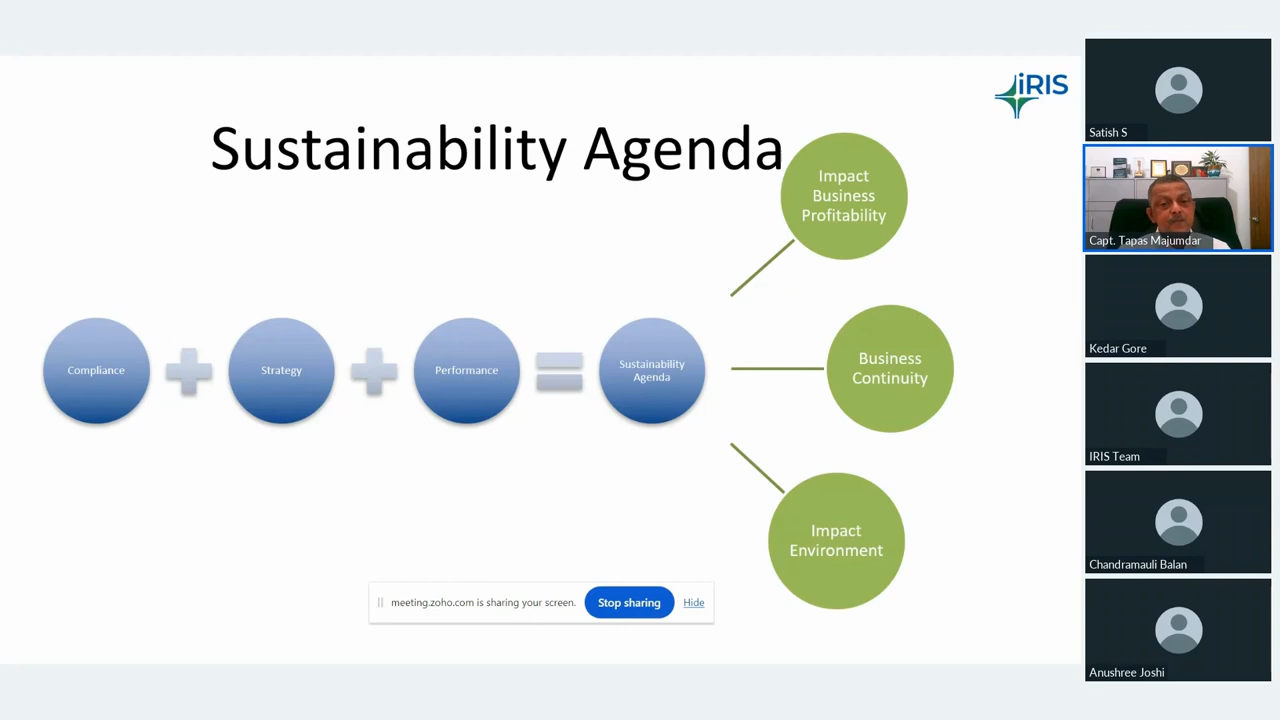 iRIS
Sustainability Agenda
Impact
Business
Profitability
Compliance
Strategy
Performance
Sustainability
Agenda
Business
Continuity
Impact
Environment
meeting.zoho.com is sharing your screen.
Stop sharing
Hide
Satish S
Capt. Tapas Majumdar
Kedar Gore
IRIS Team
Chandramauli Balan
Anushree Joshi